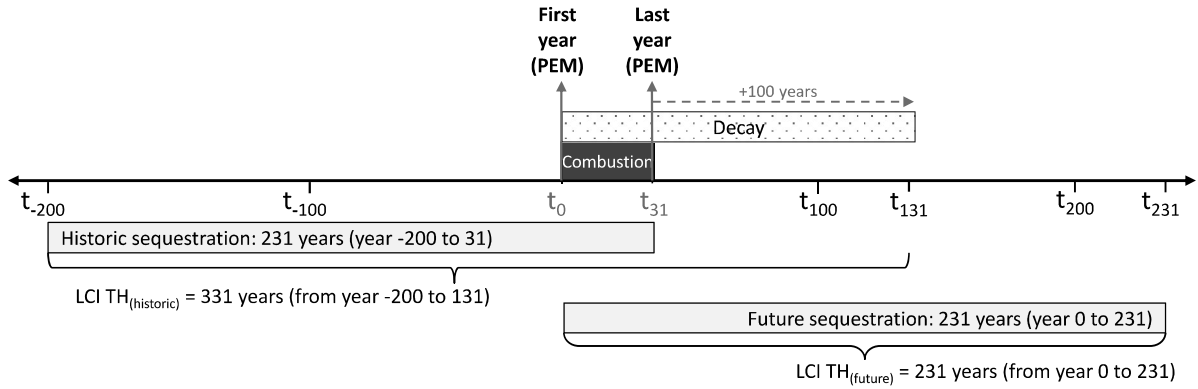 First
year
(PEM)
Last
year
(PEM)
+100 years
Decay
Combustion
t-200
t-100
t0
t31
t100
t131
t200
t231
Historic sequestration: 231 years (year -200 to 31)
LCI TH(historic) = 331 years (from year -200 to 131)
Future sequestration: 231 years (year 0 to 231)
LCI TH(future) = 231 years (from year 0 to 231)